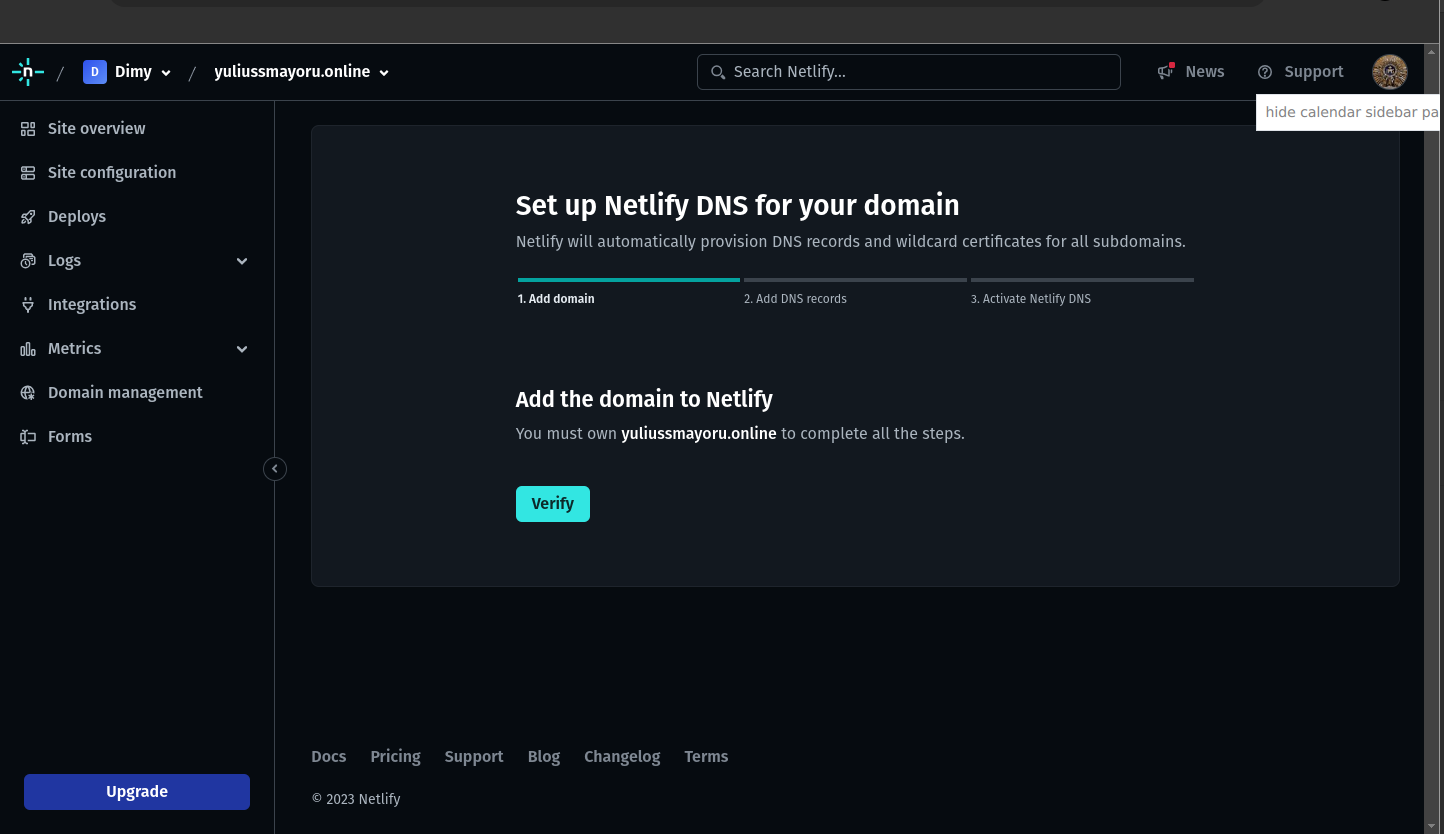 n / D Dimy / yuliussmayoru.online Search Netlify... News Support
hide calendar sidebar pa
Site overview
Site configuration
Deploys
Logs
Integrations
Metrics
Domain management
Forms
Upgrade
Set up Netlify DNS for your domain
Netlify will automatically provision DNS records and wildcard certificates for all subdomains.
1. Add domain 2. Add DNS records 3. Activate Netlify DNS
Add the domain to Netlify
You must own yuliussmayoru.online to complete all the steps.
Verify
Docs Pricing Support Blog Changelog Terms
© 2023 Netlify